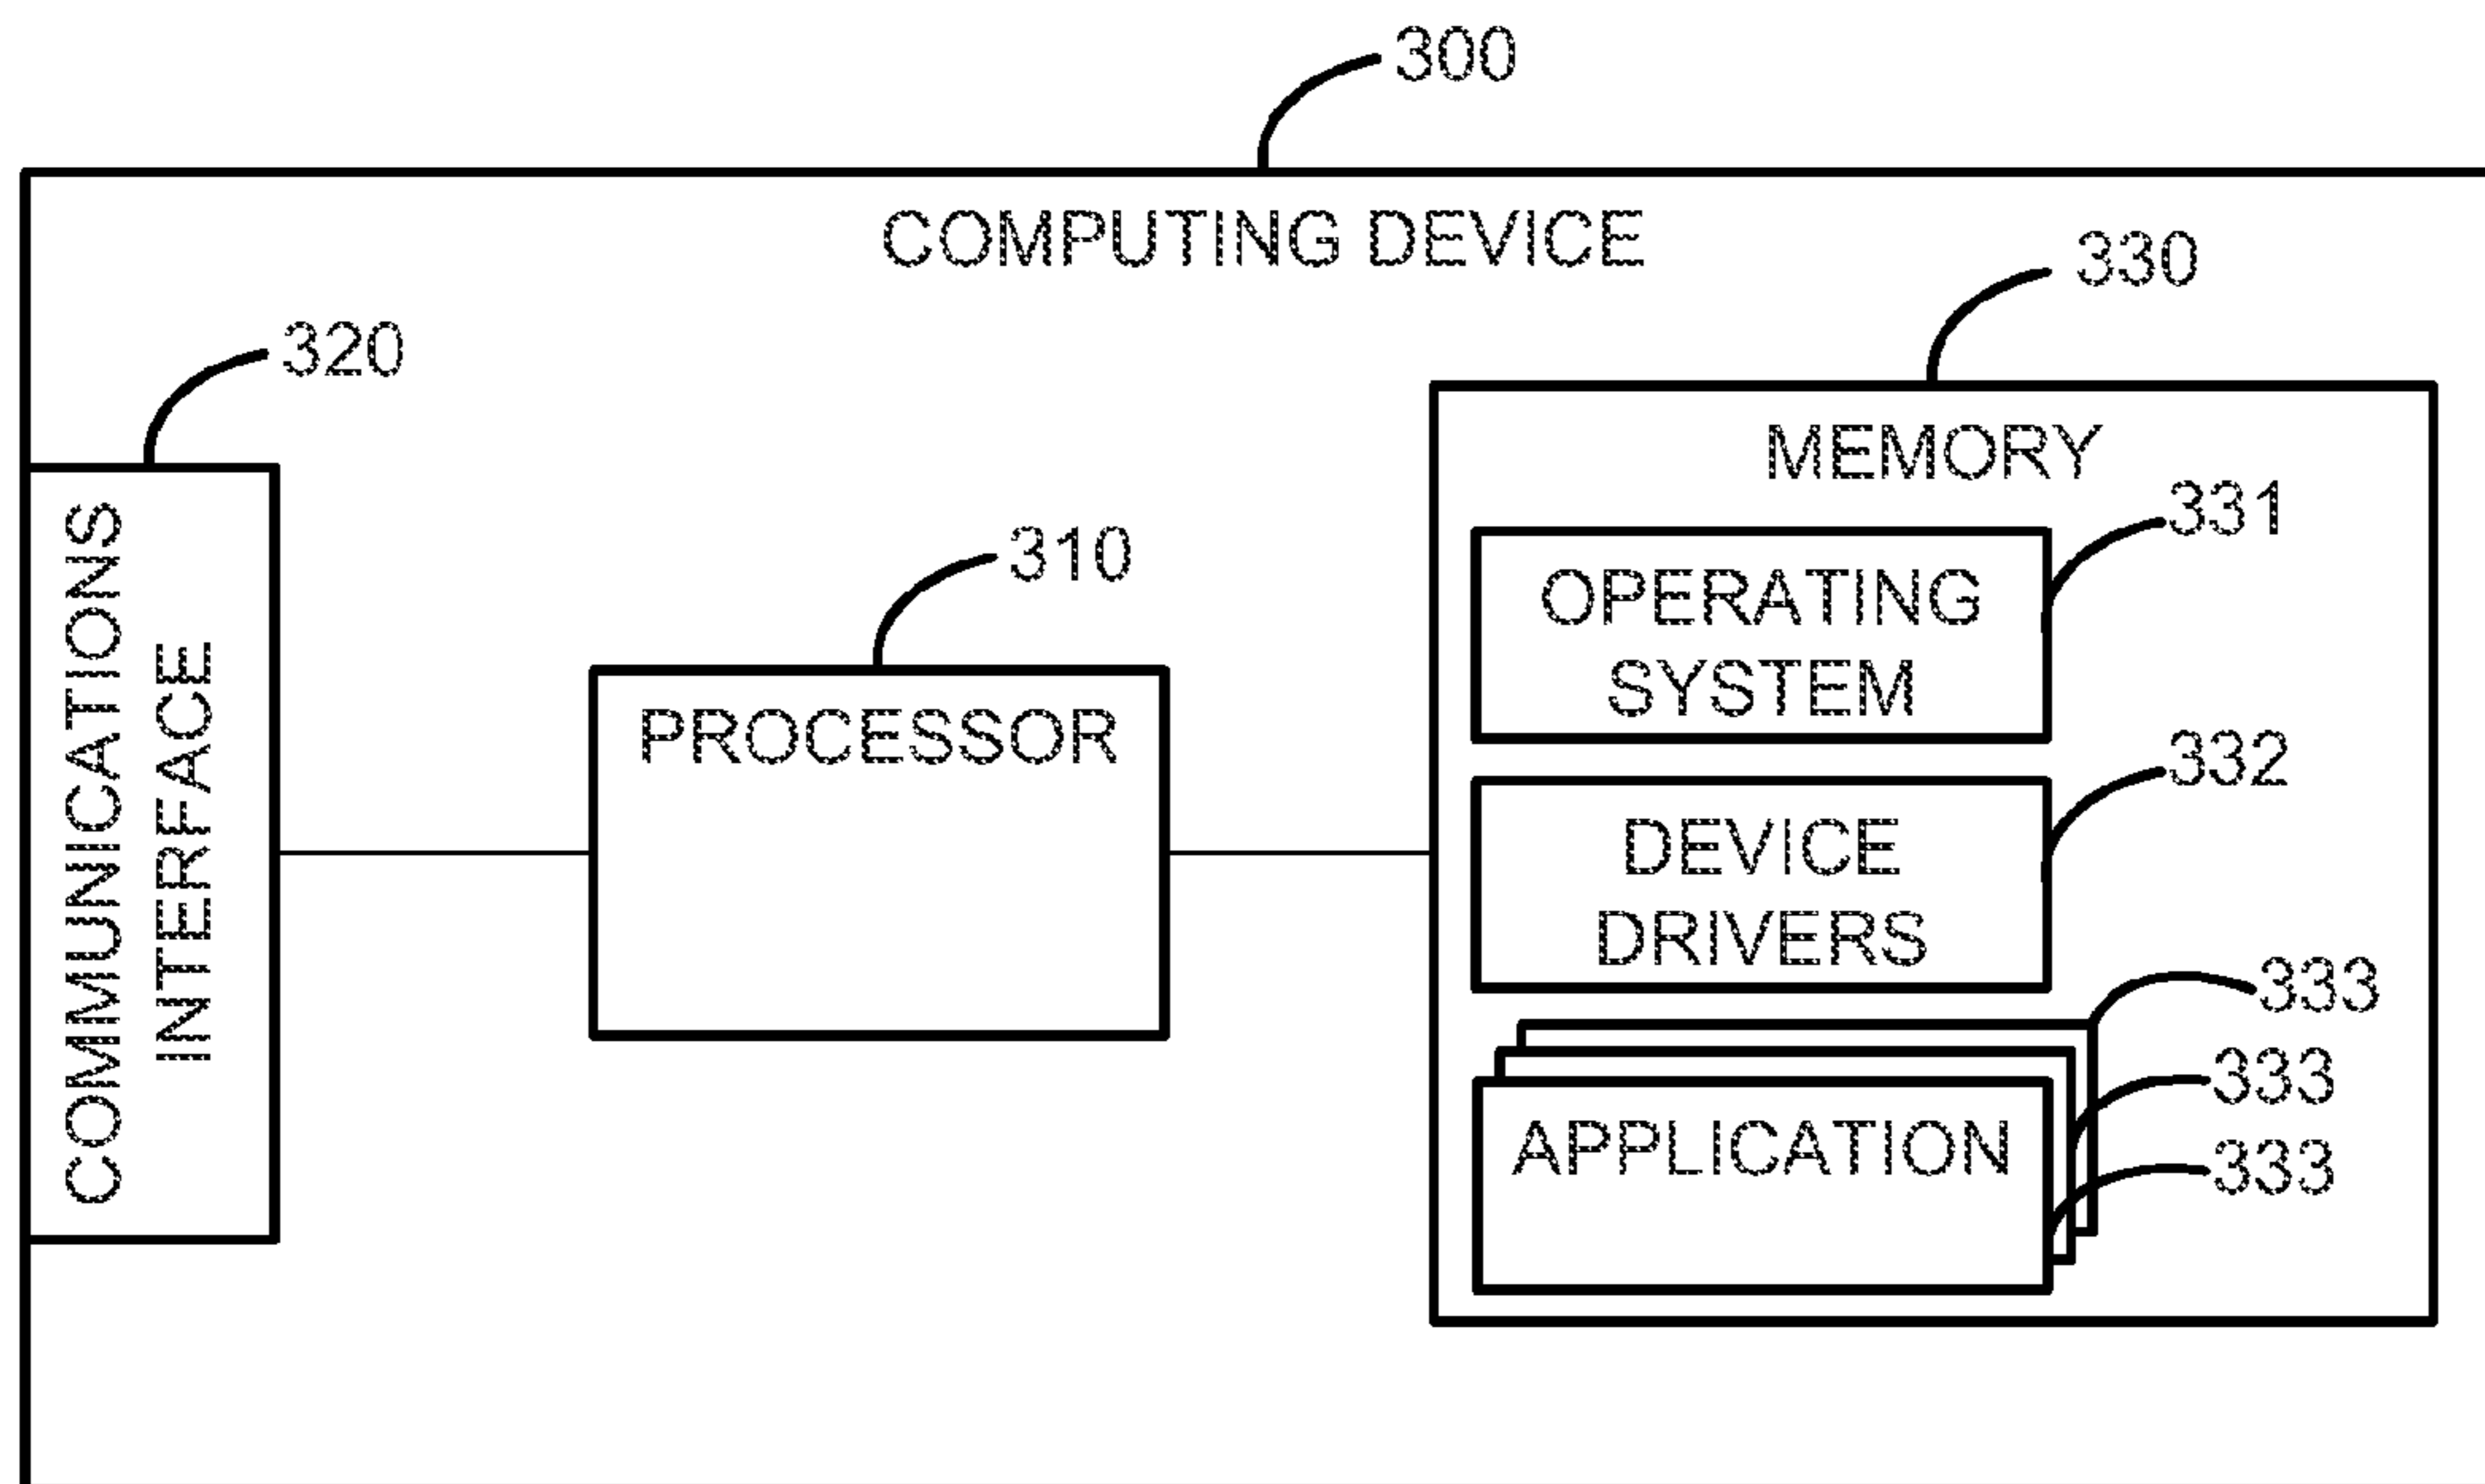 300
COMPUTING DEVICE
330
320
MEMORY
331
310
OPERATING
SYSTEM
COMMUNICATIONS
INTERFACE
PROCESSOR
332
DEVICE
DRIVERS
333
333
APPLICATION
333